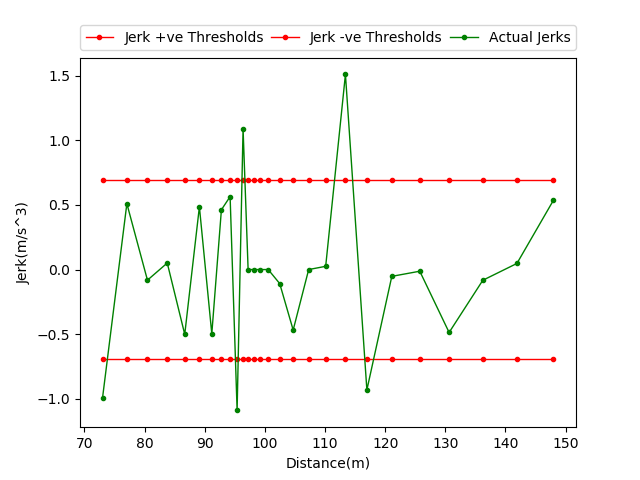 Jerk +ve Thresholds Jerk -ve Thresholds Actual Jerks
1.5
1.0
0.5
0.0
−0.5
−1.0
Jerk(m/s^3)
70 80 90 100 110 120 130 140 150
Distance(m)